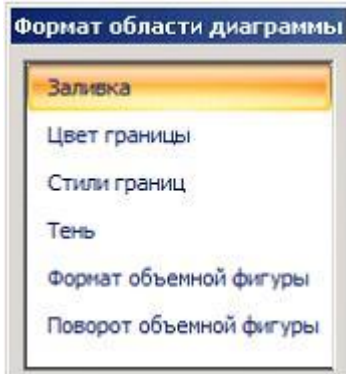 Формат области диаграммы
Заливка
Цвет границы
Стили границ
Тень
Формат объемной фигуры
Поворот объемной фигуры